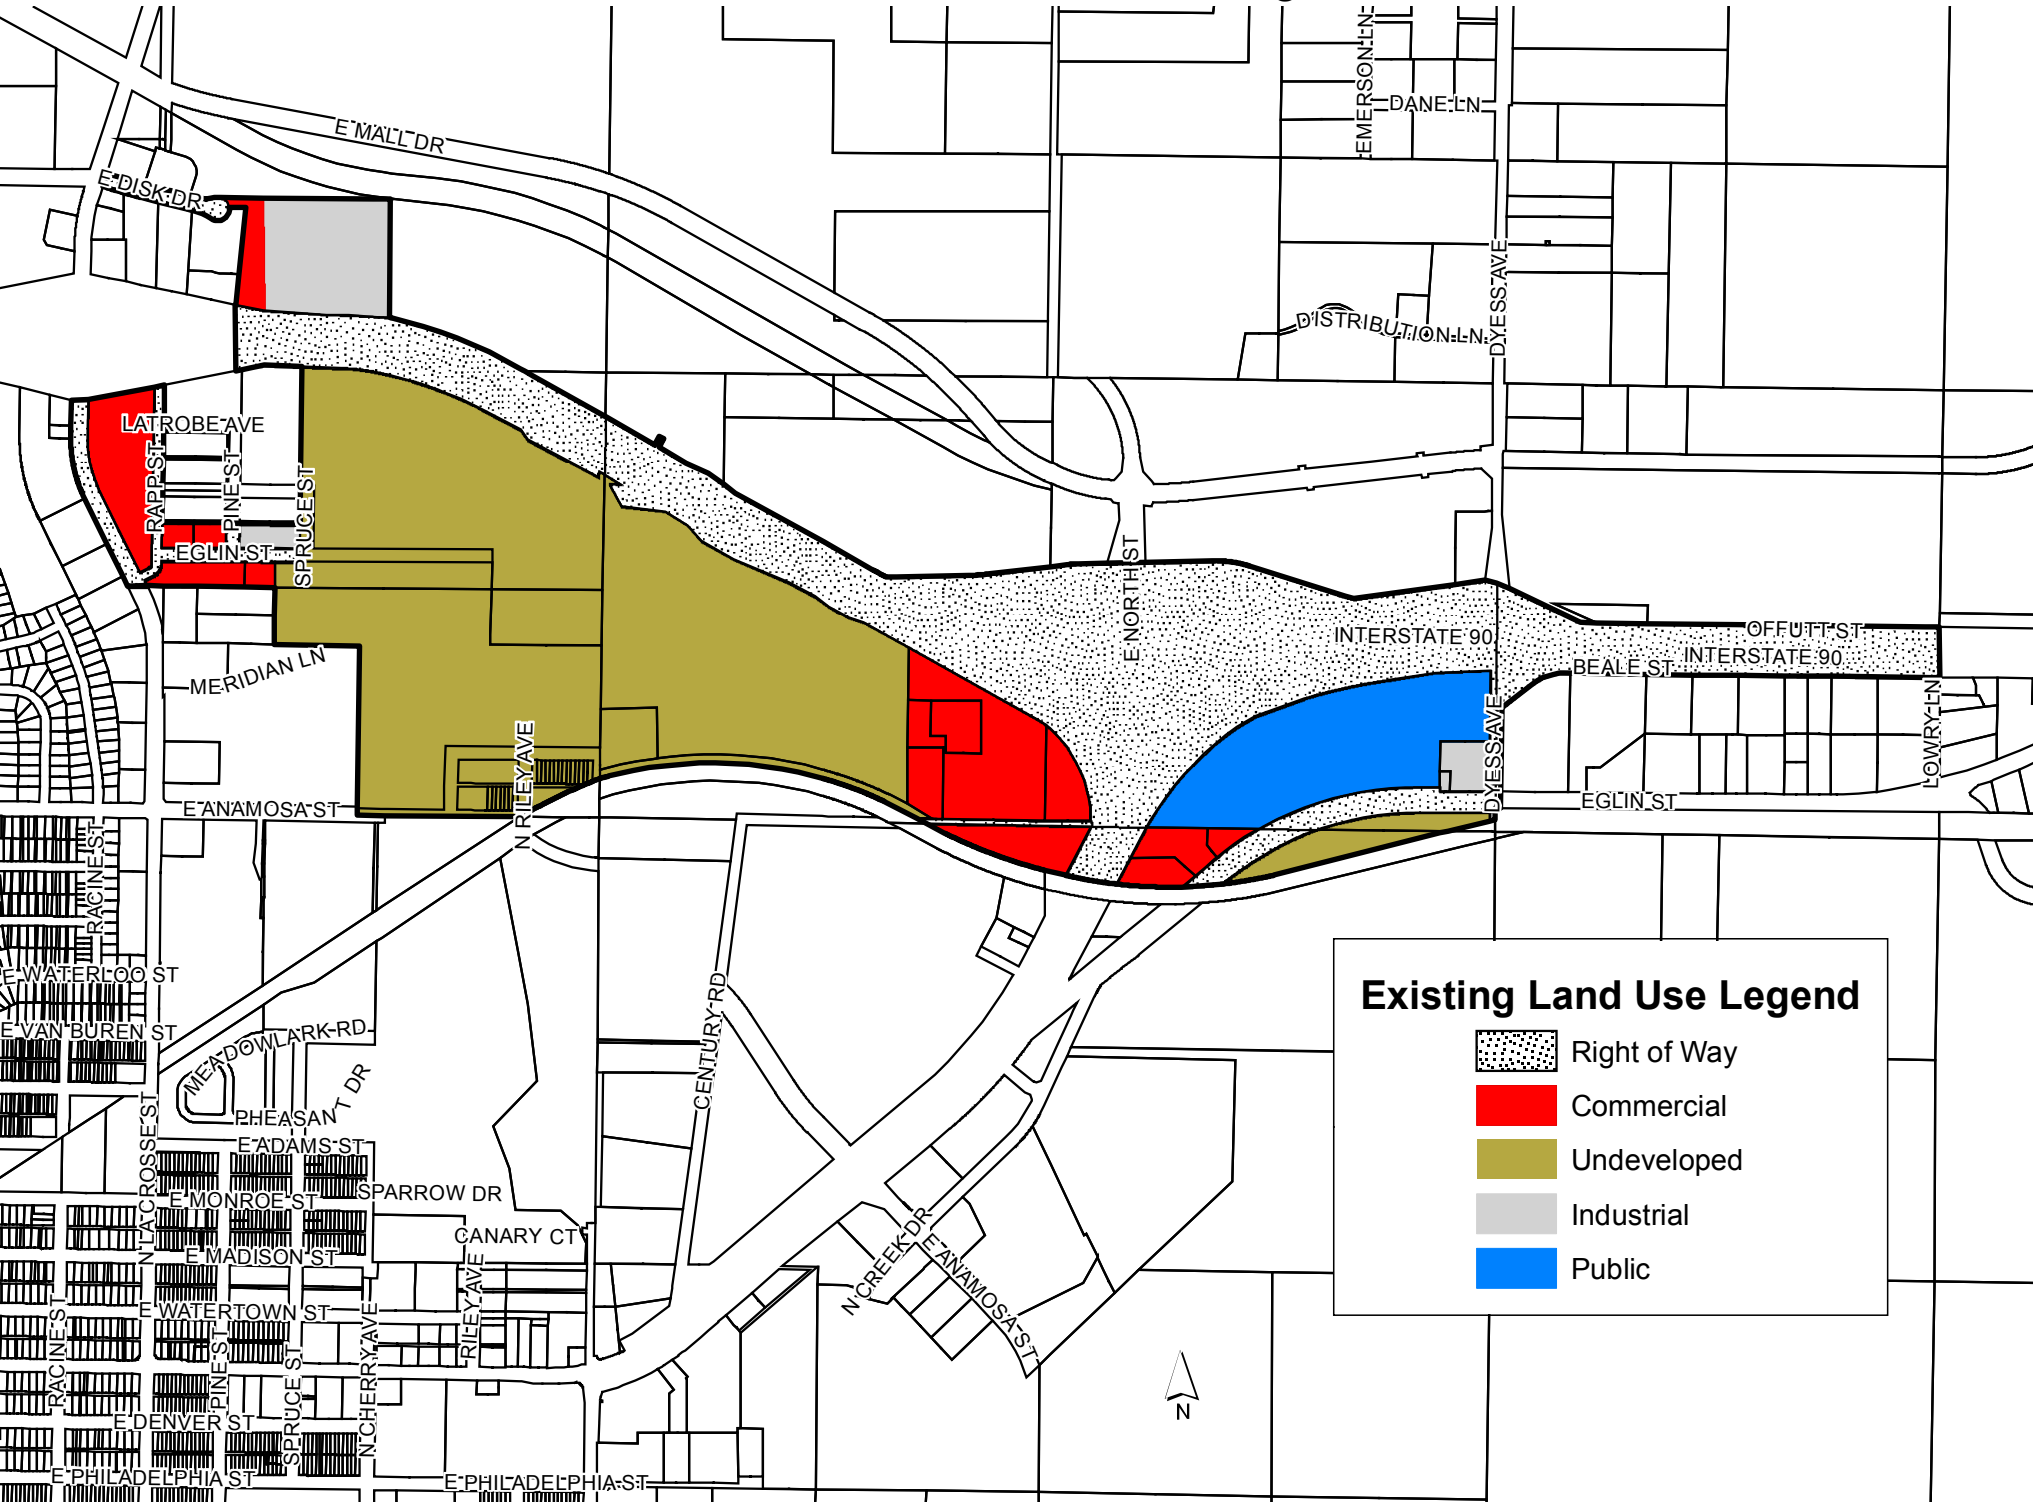 EMERSON LN
DANE LN
E MALL DR
E DISK DR
DYESS AVE
DISTRIBUTION LN
LATROBE AVE
RAPP ST
PINE ST
SPRUCE ST
EGLIN ST
E NORTH ST
INTERSTATE 90
OFFUTT ST
INTERSTATE 90
BEALE ST
MERIDIAN LN
LOWRY LN
DYESS AVE
N RILEY AVE
EGLIN ST
E ANAMOSA ST
RACINE ST
E WATERLOO ST
E VAN BUREN ST
MEADOWLARK RD
CENTURY RD
PHEASANT DR
E ADAMS ST
N LACROSSE ST
E MONROE ST
SPARROW DR
CANARY CT
E MADISON ST
N CREEK DR
E ANAMOSA ST
E WATERTOWN ST
RILEY AVE
RACINE ST
PINE ST
SPRUCE ST
N CHERRY AVE
E DENVER ST
E PHILADELPHIA ST
E PHILADELPHIA ST
Existing Land Use Legend
Right of Way
Commercial
Undeveloped
Industrial
Public
N